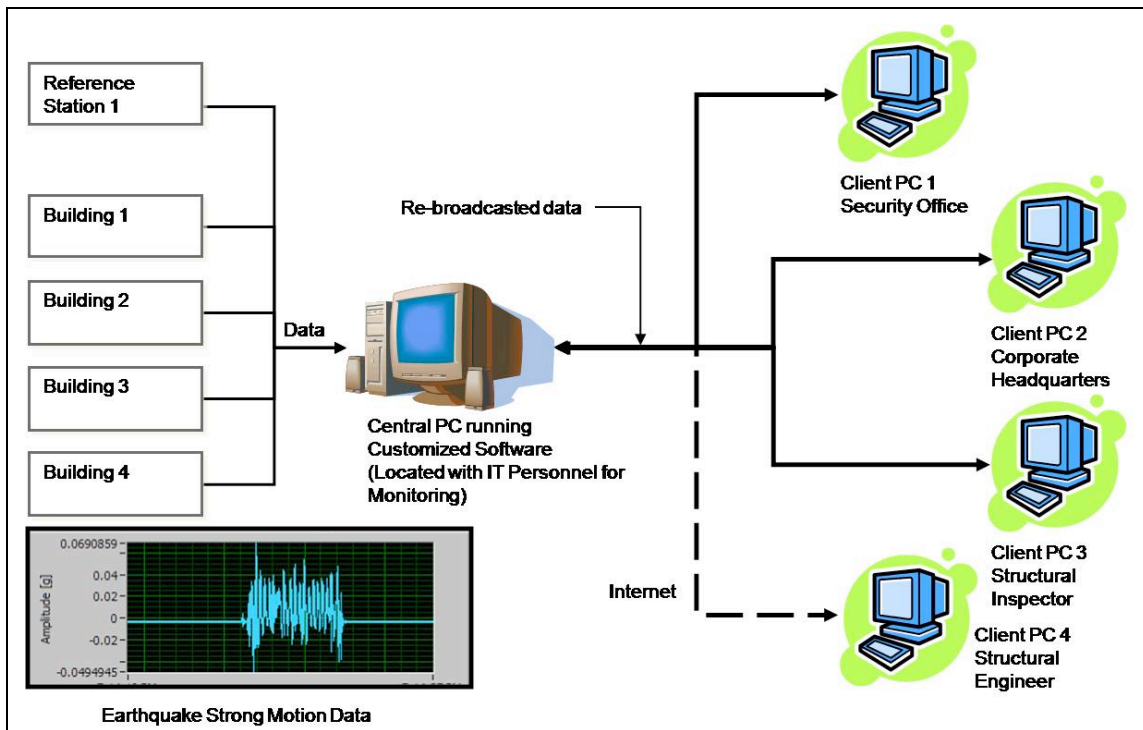 Reference
Station 1
Building 1
Building 2
Building 3
Building 4
Data
Re-broadcasted data
Central PC running
Customized Software
(Located with IT Personnel for
Monitoring)
Client PC 1
Security Office
Client PC 2
Corporate
Headquarters
Client PC 3
Structural
Inspector
Internet
Client PC 4
Structural
Engineer
Amplitude [g]
0.0690859
0.04
0.02
0
-0.02
-0.0494945
Earthquake Strong Motion Data